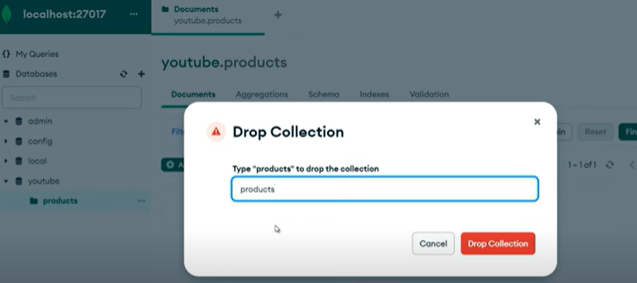 localhost:27017
...
Documents
youtube.products
+
{} My Queries
Databases
+
Search
admin
config
local
youtube
products
...
youtube.products
Documents
Aggregations
Schema
Indexes
Validation
Reset
1–1 of 1
Drop Collection
Type "products" to drop the collection
products
Cancel
Drop Collection